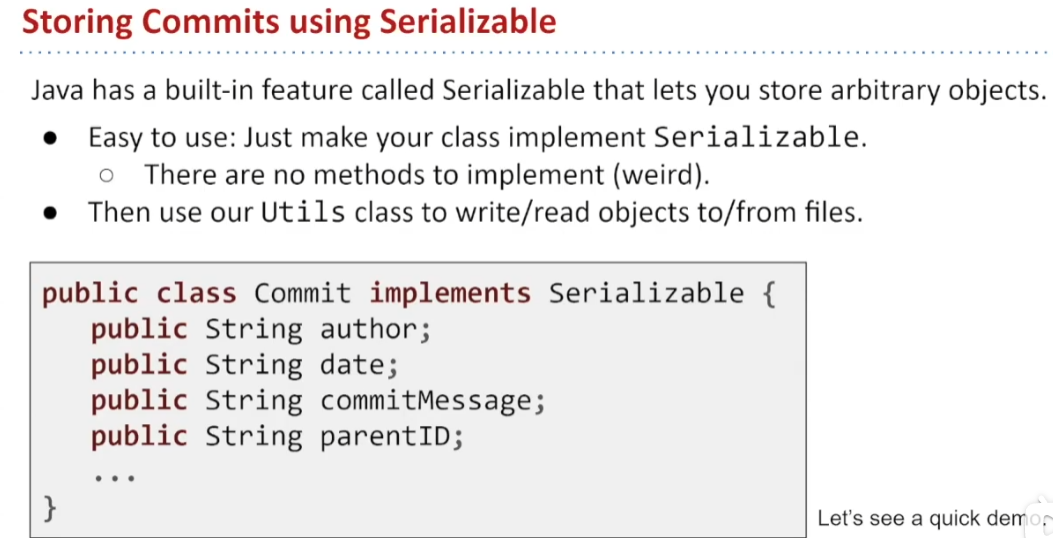 Storing Commits using Serializable
Java has a built-in feature called Serializable that lets you store arbitrary objects.
● Easy to use: Just make your class implement Serializable.
○ There are no methods to implement (weird).
● Then use our Utils class to write/read objects to/from files.
public class Commit implements Serializable {
public String author;
public String date;
public String commitMessage;
public String parentID;
...
}
Let's see a quick demo.